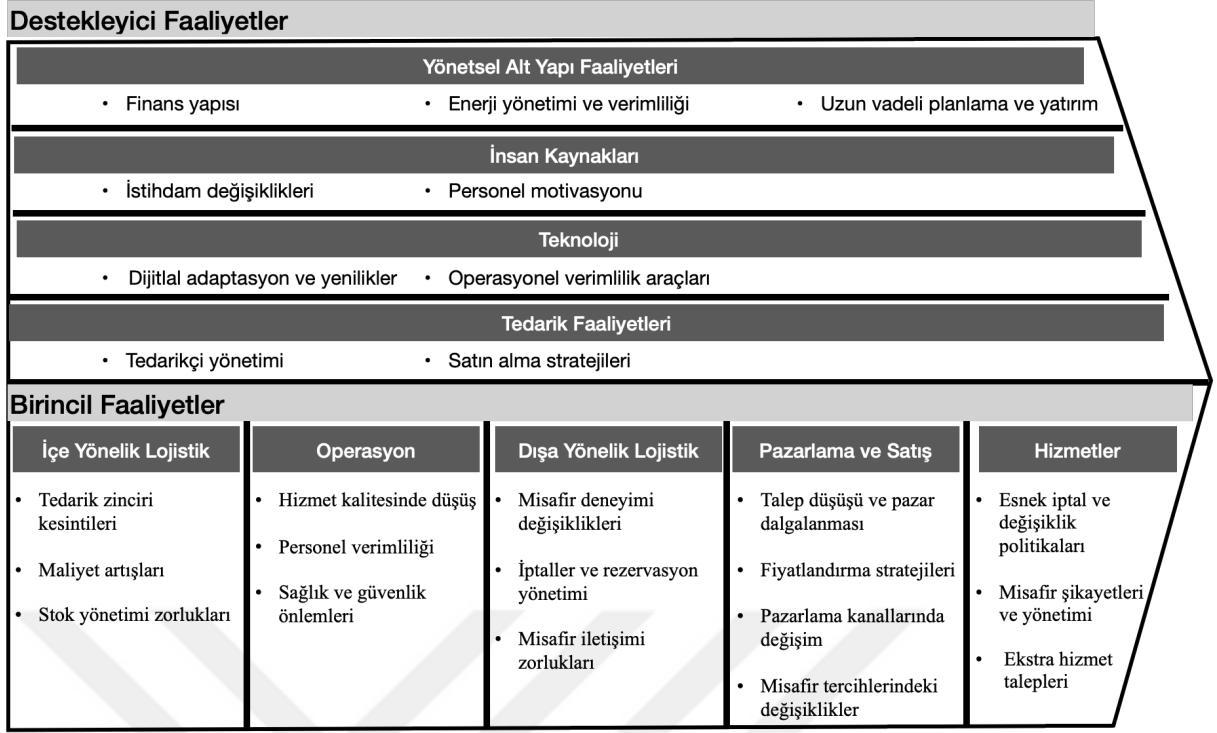 Destekleyici Faaliyetler
Yönetsel Alt Yapı Faaliyetleri
• Finans yapısı • Enerji yönetimi ve verimliliği • Uzun vadeli planlama ve yatırım
İnsan Kaynakları
• İstihdam değişiklikleri • Personel motivasyonu
Teknoloji
• Dijitlal adaptasyon ve yenilikler • Operasyonel verimlilik araçları
Tedarik Faaliyetleri
• Tedarikçi yönetimi • Satın alma stratejileri
Birincil Faaliyetler
İçe Yönelik Lojistik
• Tedarik zinciri
kesintileri
• Maliyet artışları
• Stok yönetimi zorlukları
Operasyon
• Hizmet kalitesinde düşüş
• Personel verimliliği
• Sağlık ve güvenlik
önlemleri
Dışa Yönelik Lojistik
• Misafir deneyimi
değişiklikleri
• İptaller ve rezervasyon
yönetimi
• Misafir iletişimi
zorlukları
Pazarlama ve Satış
• Talep düşüşü ve pazar
dalgalanması
• Fiyatlandırma stratejileri
• Pazarlama kanallarında
değişim
• Misafir tercihlerindeki
değişiklikler
Hizmetler
• Esnek iptal ve
değişiklik
politikaları
• Misafir şikayetleri
ve yönetimi
• Ekstra hizmet
talepleri